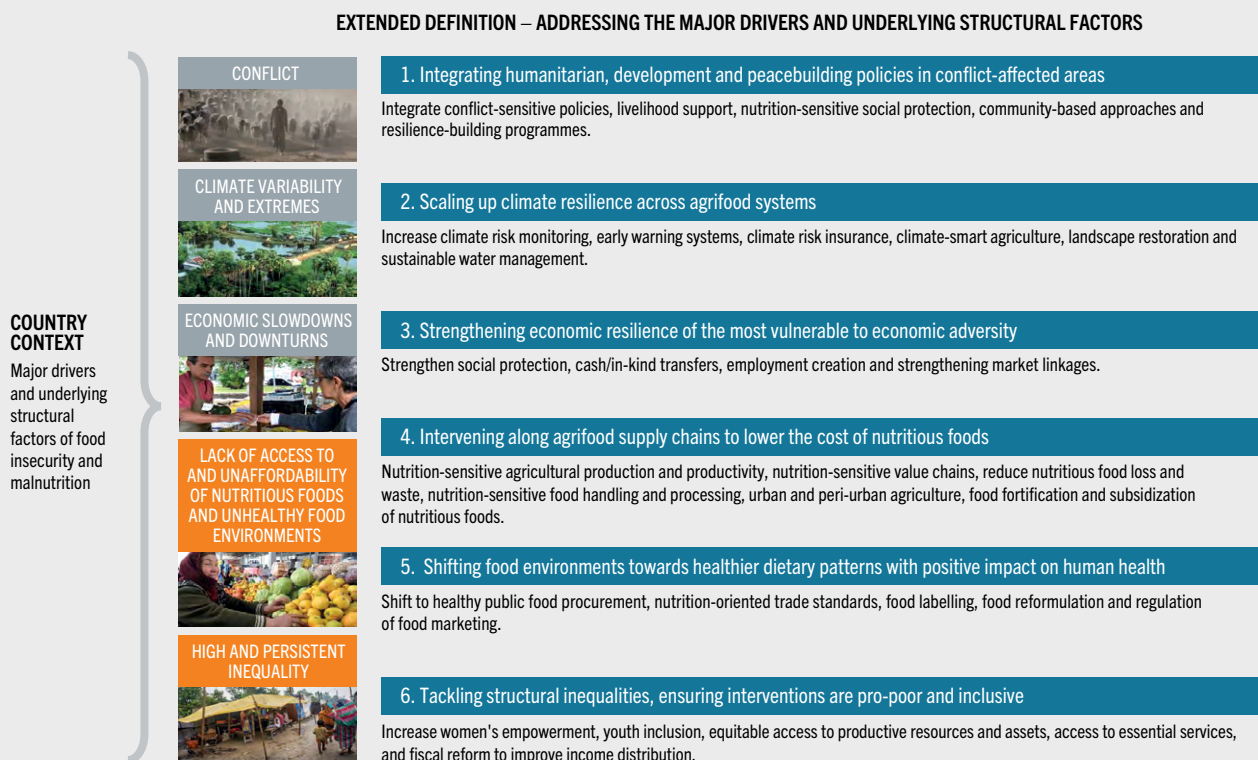 EXTENDED DEFINITION – ADDRESSING THE MAJOR DRIVERS AND UNDERLYING STRUCTURAL FACTORS
COUNTRY
CONTEXT
Major drivers
and underlying
structural
factors of food
insecurity and
malnutrition
CONFLICT
1. Integrating humanitarian, development and peacebuilding policies in conflict-affected areas
Integrate conflict-sensitive policies, livelihood support, nutrition-sensitive social protection, community-based approaches and
resilience-building programmes.
CLIMATE VARIABILITY
AND EXTREMES
2. Scaling up climate resilience across agrifood systems
Increase climate risk monitoring, early warning systems, climate risk insurance, climate-smart agriculture, landscape restoration and
sustainable water management.
ECONOMIC SLOWDOWNS
AND DOWNTURNS
3. Strengthening economic resilience of the most vulnerable to economic adversity
Strengthen social protection, cash/in-kind transfers, employment creation and strengthening market linkages.
LACK OF ACCESS TO
AND UNAFFORDABILITY
OF NUTRITIOUS FOODS
AND UNHEALTHY FOOD
ENVIRONMENTS
4. Intervening along agrifood supply chains to lower the cost of nutritious foods
Nutrition-sensitive agricultural production and productivity, nutrition-sensitive value chains, reduce nutritious food loss and
waste, nutrition-sensitive food handling and processing, urban and peri-urban agriculture, food fortification and subsidization
of nutritious foods.
5. Shifting food environments towards healthier dietary patterns with positive impact on human health
Shift to healthy public food procurement, nutrition-oriented trade standards, food labelling, food reformulation and regulation
of food marketing.
HIGH AND PERSISTENT
INEQUALITY
6. Tackling structural inequalities, ensuring interventions are pro-poor and inclusive
Increase women's empowerment, youth inclusion, equitable access to productive resources and assets, access to essential services,
and fiscal reform to improve income distribution.